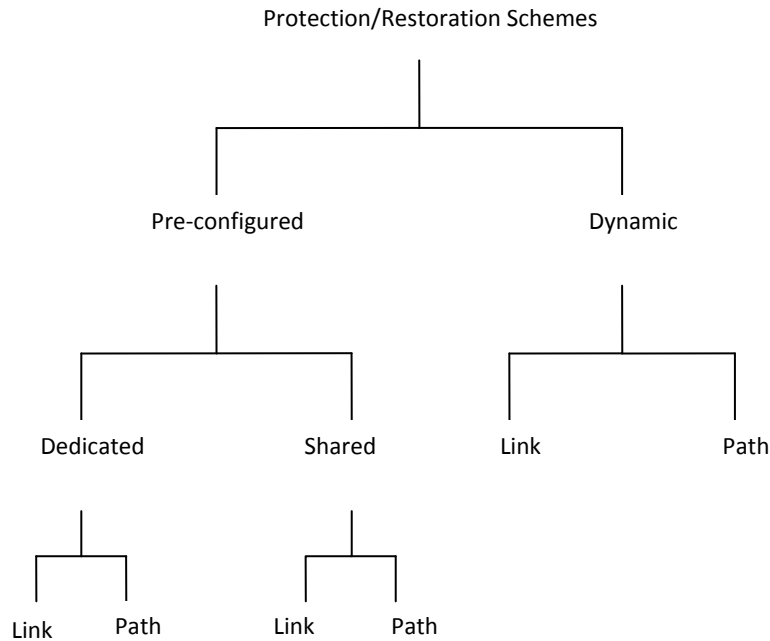 Protection/Restoration Schemes
Pre-configured
Dynamic
Dedicated
Shared
Link
Path
Link
Path
Link
Path